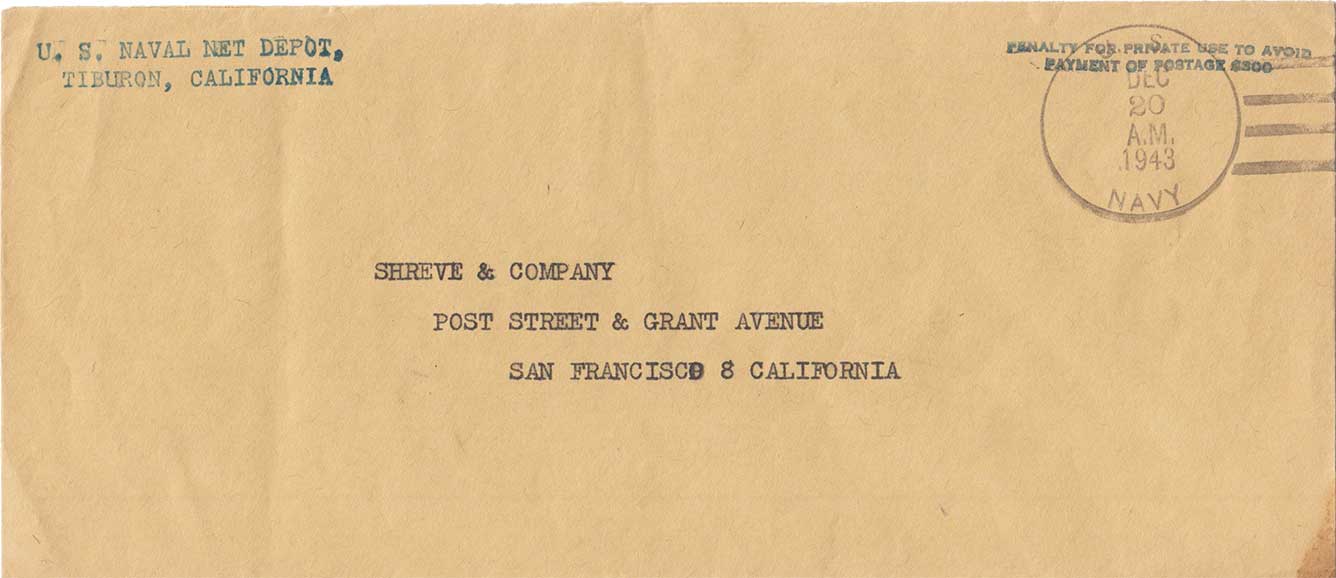 U. S. NAVAL NET DEPOT,
TIBURON, CALIFORNIA
PENALTY FOR PRIVATE USE TO AVOID
PAYMENT OF POSTAGE $300
U. S.
DEC
20
A.M.
1943
NAVY
SHREVE & COMPANY
POST STREET & GRANT AVENUE
SAN FRANCISCO 8 CALIFORNIA